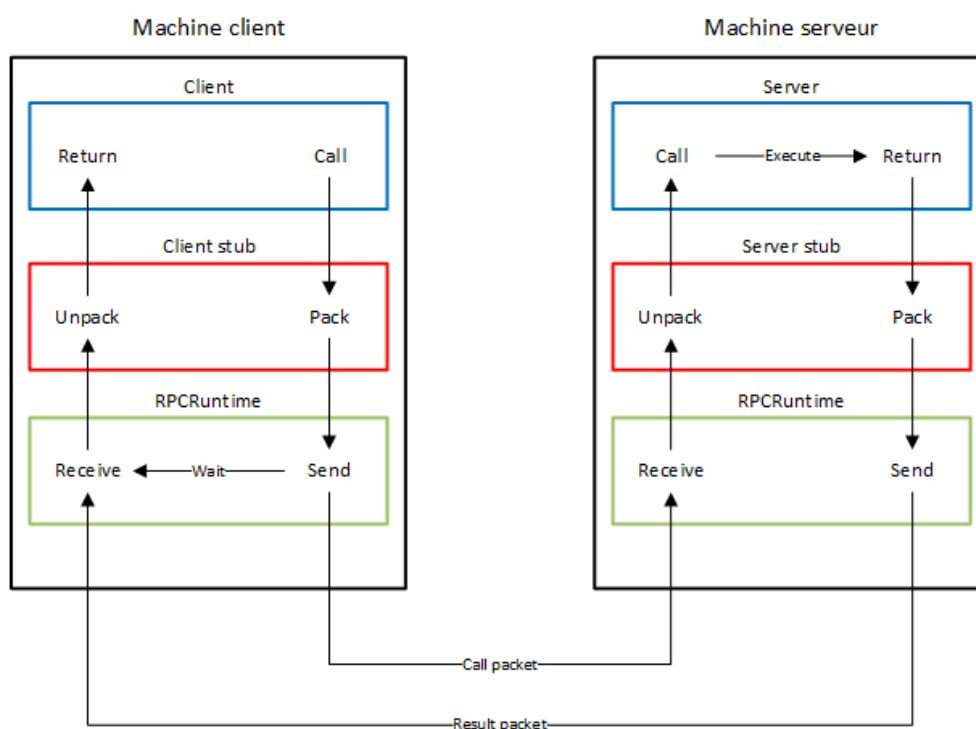 Machine client
Machine serveur
Client
Return
Call
Client stub
Unpack
Pack
RPCRuntime
Receive
Wait
Send
Server
Call
Execute
Return
Server stub
Unpack
Pack
RPCRuntime
Receive
Send
Call packet
Result packet